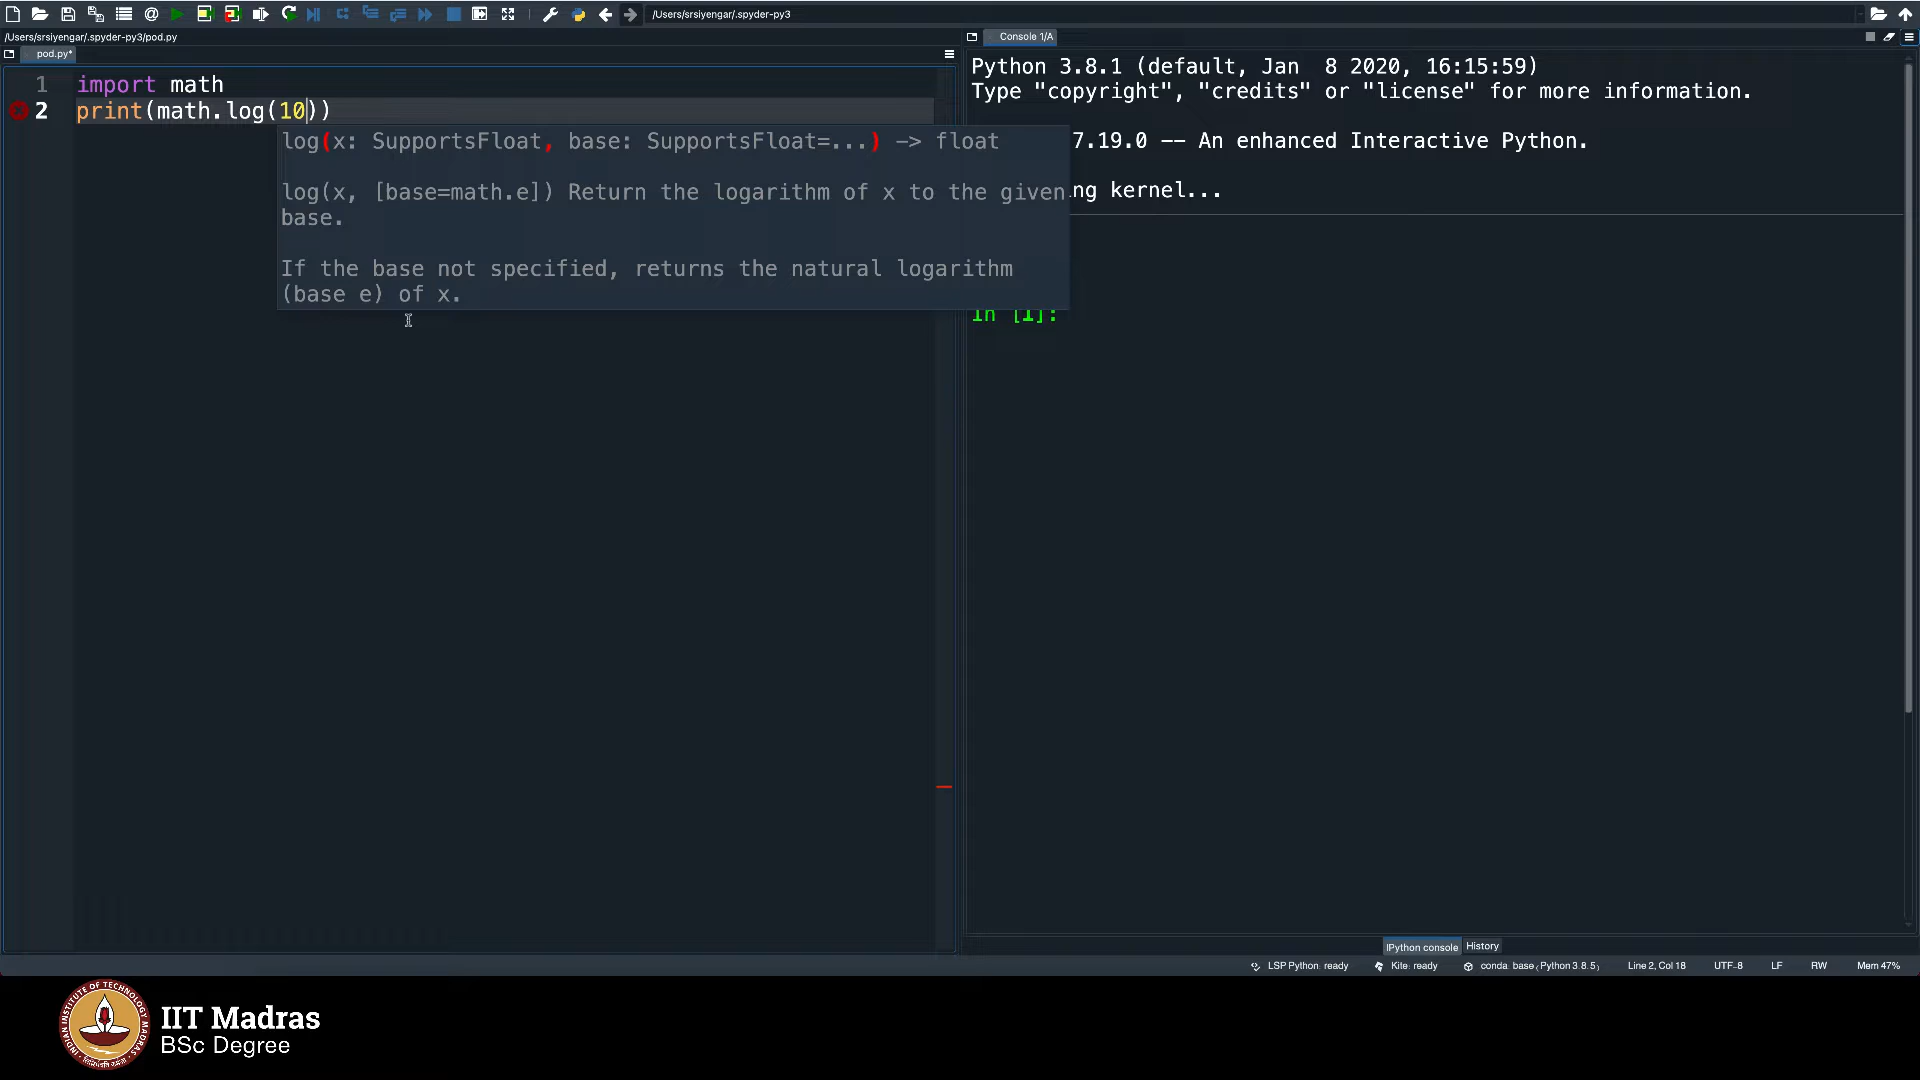 /Users/srsiyengar/.spyder-py3
/Users/srsiyengar/.spyder-py3/pod.py
pod.py*
1 import math
2 print(math.log(10))
log(x: SupportsFloat, base: SupportsFloat=...) -> float
log(x, [base=math.e]) Return the logarithm of x to the given
base.
If the base not specified, returns the natural logarithm
(base e) of x.
Console 1/A
Python 3.8.1 (default, Jan  8 2020, 16:15:59)
Type "copyright", "credits" or "license" for more information.
7.19.0 -- An enhanced Interactive Python.
ng kernel...
In [1]:
IPython console History
LSP Python: ready Kite: ready conda: base (Python 3.8.5) Line 2, Col 18 UTF-8 LF RW Mem 47%
IIT Madras
BSc Degree